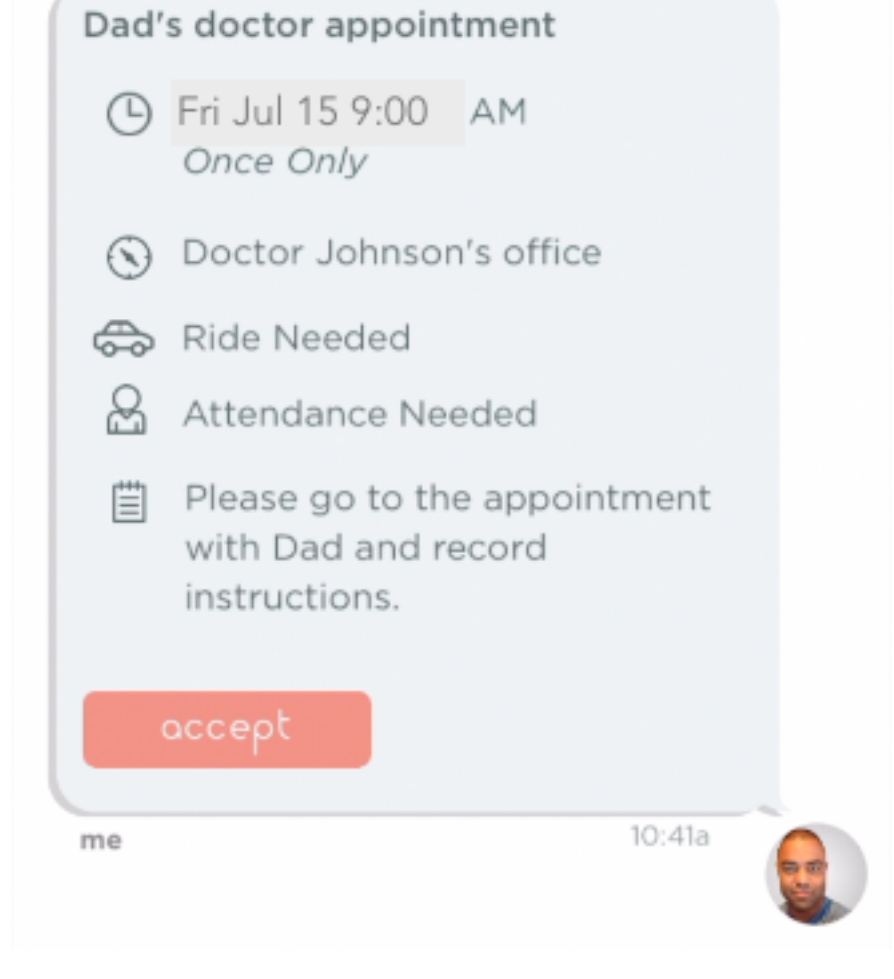 Dad's doctor appointment
Fri Jul 15 9:00 AM
Once Only
Doctor Johnson's office
Ride Needed
Attendance Needed
Please go to the appointment
with Dad and record
instructions.
accept
me 10:41a